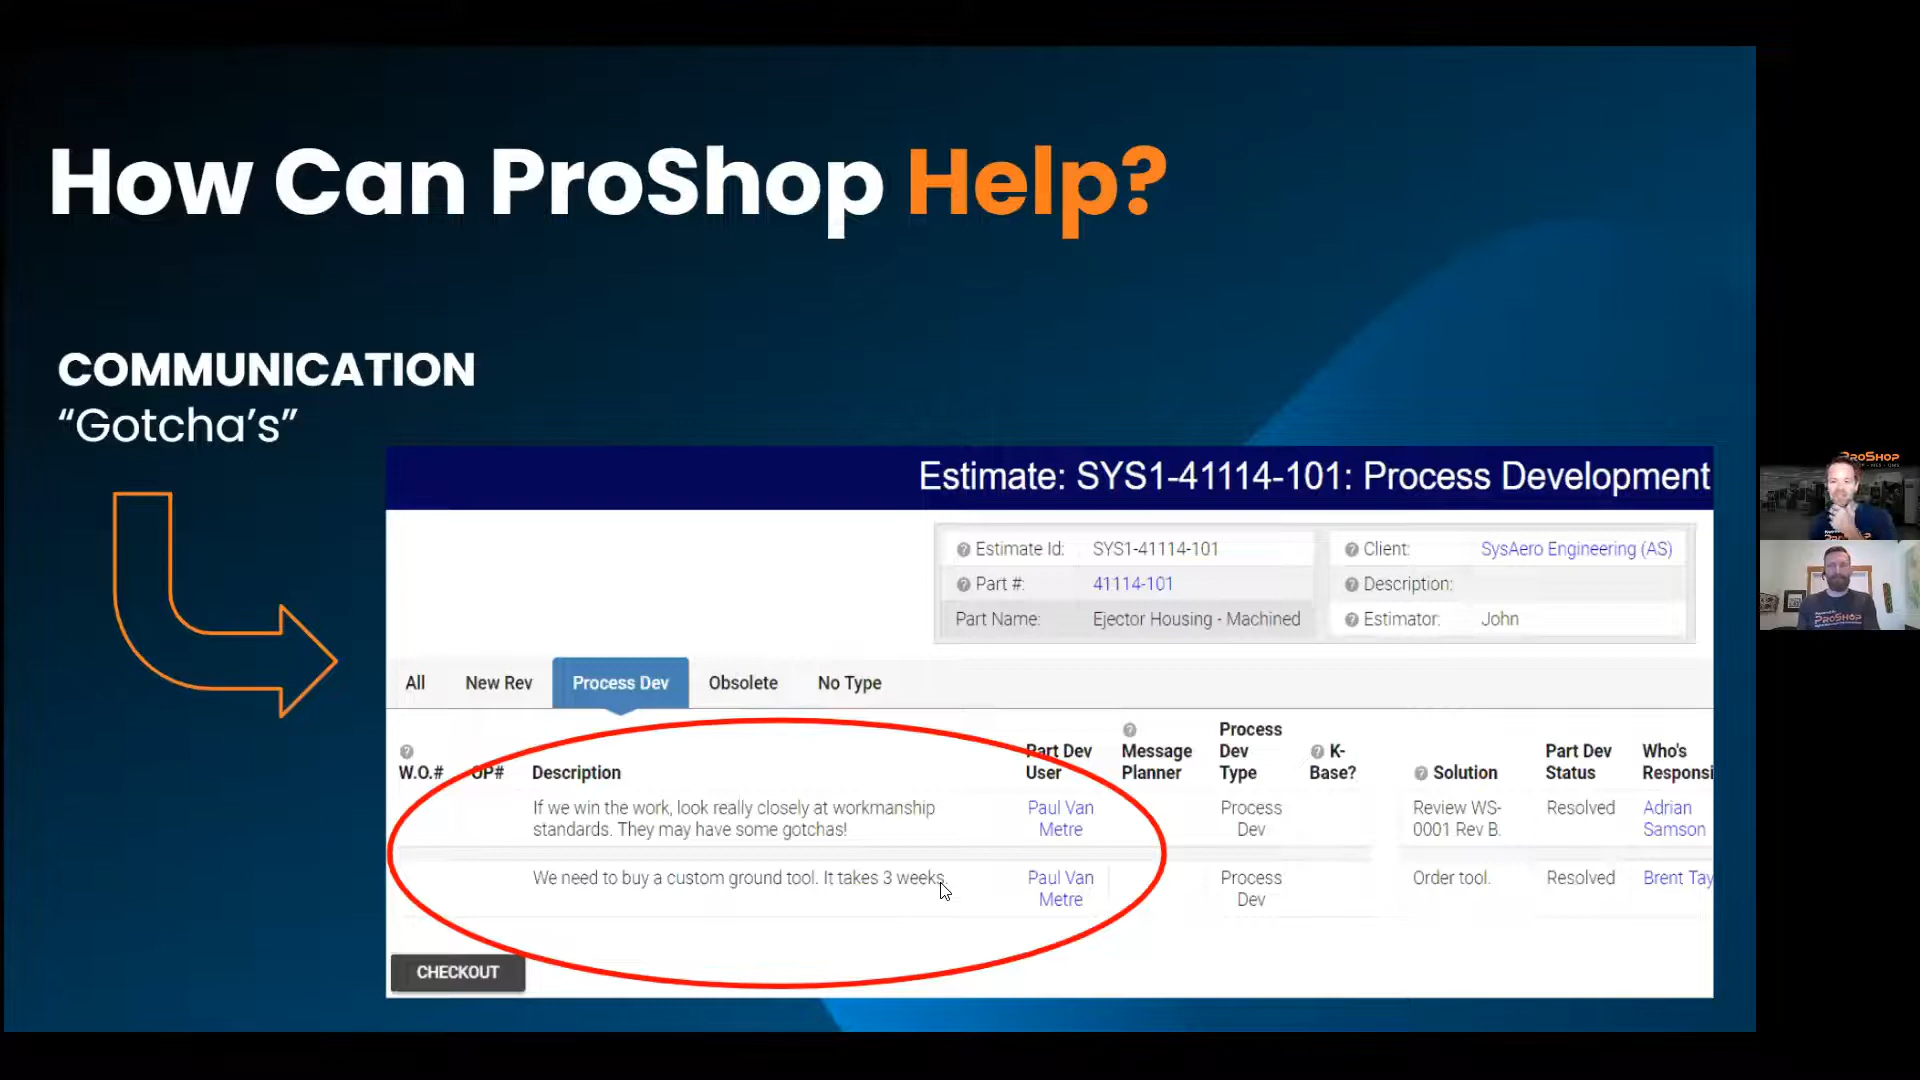 How Can ProShop Help?
COMMUNICATION
“Gotcha’s”
Estimate: SYS1-41114-101: Process Development
Estimate Id: SYS1-41114-101 Client: SysAero Engineering (AS)
Part #: 41114-101 Description:
Part Name: Ejector Housing - Machined Estimator: John
All New Rev Process Dev Obsolete No Type
W.O.# OP# Description Part Dev User Message Planner Process Dev Type K-Base? Solution Part Dev Status Who's Responsi
If we win the work, look really closely at workmanship
standards. They may have some gotchas!
Paul Van
Metre
Process
Dev
Review WS-
0001 Rev B.
Resolved
Adrian
Samson
We need to buy a custom ground tool. It takes 3 weeks.
Paul Van
Metre
Process
Dev
Order tool.
Resolved
Brent Tay
CHECKOUT
ProShop
ProShop